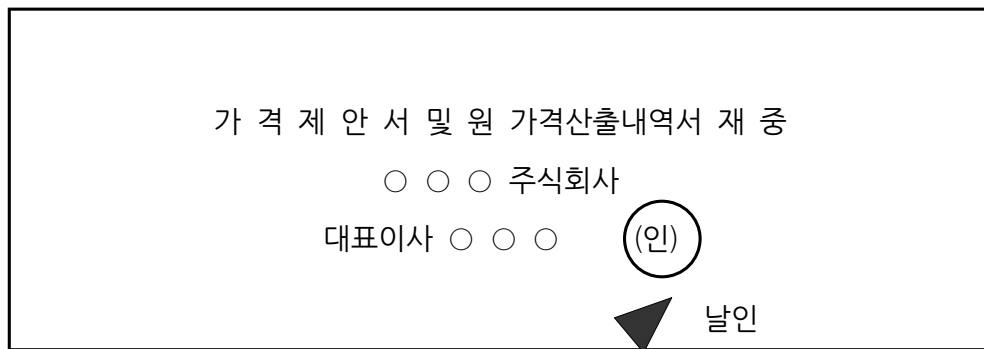 가 격 제 안 서 및 원 가격산출내역서 재 중
○ ○ ○ 주식회사
대표이사 ○ ○ ○ (인)
날인